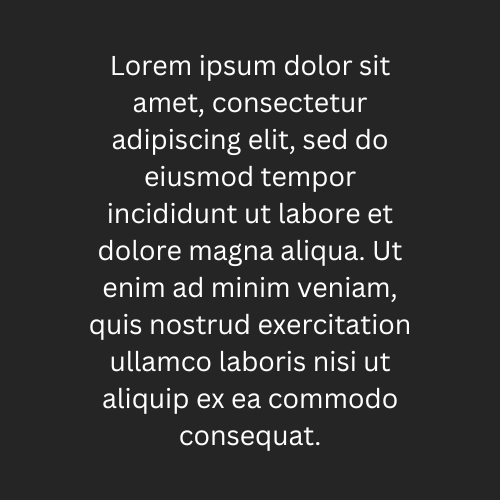 Lorem ipsum dolor sit
amet, consectetur
adipiscing elit, sed do
eiusmod tempor
incididunt ut labore et
dolore magna aliqua. Ut
enim ad minim veniam,
quis nostrud exercitation
ullamco laboris nisi ut
aliquip ex ea commodo
consequat.